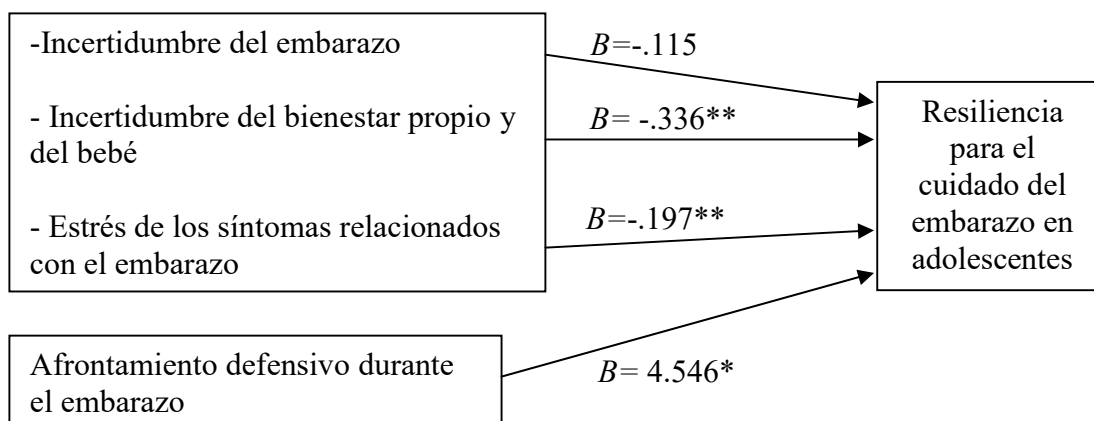 -Incertidumbre del embarazo
- Incertidumbre del bienestar propio y
del bebé
- Estrés de los síntomas relacionados
con el embarazo
B=-.115
B= -.336**
B=-.197**
Resiliencia
para el
cuidado del
embarazo en
adolescentes
Afrontamiento defensivo durante
el embarazo
B= 4.546*